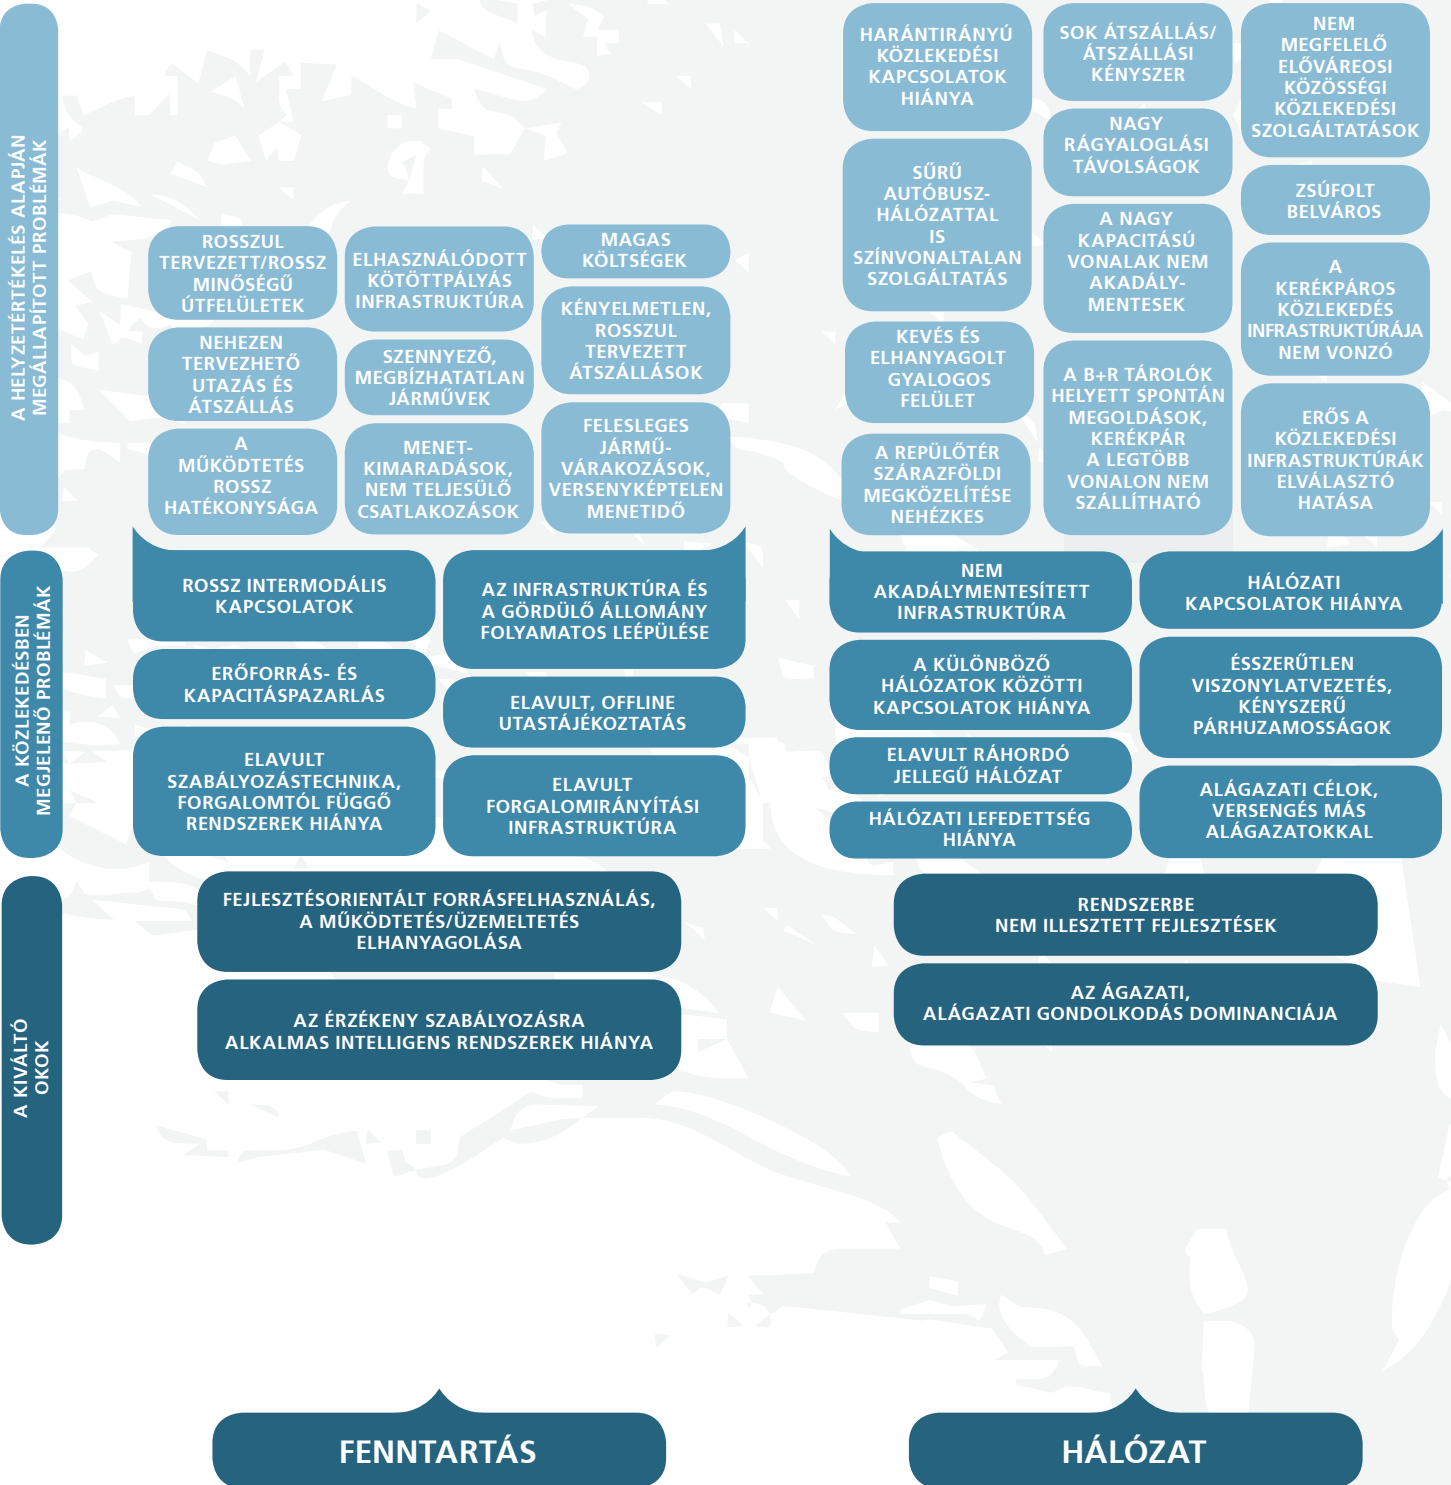 A HELYZETÉRTÉKELÉS ALAPJÁN
MEGÁLLAPÍTOTT PROBLÉMÁK
ROSSZUL
TERVEZETT/ROSSZ
MINŐSÉGŰ
ÚTFELÜLETEK
NEHEZEN
TERVEZHETŐ
UTAZÁS ÉS
ÁTSZÁLLÁS
A
MŰKÖDTETÉS
ROSSZ
HATÉKONYSÁGA
ELHASZNÁLÓDOTT
KÖTÖTTPÁLYÁS
INFRASTRUKTÚRA
SZENNYEZŐ,
MEGBÍZHATATLAN
JÁRMŰVEK
MENET-
KIMARADÁSOK,
NEM TELJESÜLŐ
CSATLAKOZÁSOK
MAGAS
KÖLTSÉGEK
KÉNYELMETLEN,
ROSSZUL
TERVEZETT
ÁTSZÁLLÁSOK
FELESLEGES
JÁRMŰ-
VÁRAKOZÁSOK,
VERSENYKÉPTELEN
MENETIDŐ
HARÁNTIRÁNYÚ
KÖZLEKEDÉSI
KAPCSOLATOK
HIÁNYA
SŰRŰ
AUTÓBUSZ-
HÁLÓZATTAL
IS
SZÍNVONALTALAN
SZOLGÁLTATÁS
KEVÉS ÉS
ELHANYAGOLT
GYALOGOS
FELÜLET
A REPÜLŐTÉR
SZÁRAZFÖLDI
MEGKÖZELÍTÉSE
NEHÉZKES
SOK ÁTSZÁLLÁS/
ÁTSZÁLLÁSI
KÉNYSZER
NAGY
RÁGYALOGLÁSI
TÁVOLSÁGOK
A NAGY
KAPACITÁSÚ
VONALAK NEM
AKADÁLY-
MENTESEK
A B+R TÁROLÓK
HELYETT SPONTÁN
MEGOLDÁSOK,
KERÉKPÁR
A LEGTÖBB
VONALON NEM
SZÁLLÍTHATÓ
NEM
MEGFELELŐ
ELŐVÁREOSI
KÖZÖSSÉGI
KÖZLEKEDÉSI
SZOLGÁLTATÁSOK
ZSÚFOLT
BELVÁROS
A
KERÉKPÁROS
KÖZLEKEDÉS
INFRASTRUKTÚRÁJA
NEM VONZÓ
ERŐS A
KÖZLEKEDÉSI
INFRASTRUKTÚRÁK
ELVÁLASZTÓ
HATÁSA
A KÖZLEKEDÉSBEN
MEGJELENŐ PROBLÉMÁK
ROSSZ INTERMODÁLIS
KAPCSOLATOK
ERŐFORRÁS- ÉS
KAPACITÁSPAZARLÁS
ELAVULT
SZABÁLYOZÁSTECHNIKA,
FORGALOMTÓL FÜGGŐ
RENDSZEREK HIÁNYA
AZ INFRASTRUKTÚRA ÉS
A GÖRDÜLŐ ÁLLOMÁNY
FOLYAMATOS LEÉPÜLÉSE
ELAVULT, OFFLINE
UTASTÁJÉKOZTATÁS
ELAVULT
FORGALOMIRÁNYÍTÁSI
INFRASTRUKTÚRA
NEM
AKADÁLYMENTESÍTETT
INFRASTRUKTÚRA
A KÜLÖNBÖZŐ
HÁLÓZATOK KÖZÖTTI
KAPCSOLATOK HIÁNYA
ELAVULT RÁHORDÓ
JELLEGŰ HÁLÓZAT
HÁLÓZATI LEFEDETTSÉG
HIÁNYA
HÁLÓZATI
KAPCSOLATOK HIÁNYA
ÉSSZERŰTLEN
VISZONYLATVEZETÉS,
KÉNYSZERŰ
PÁRHUZAMOSSÁGOK
ALÁGAZATI CÉLOK,
VERSENGÉS MÁS
ALÁGAZATOKKAL
A KIVÁLTÓ
OKOK
FEJLESZTÉSORIENTÁLT FORRÁSFELHASZNÁLÁS,
A MŰKÖDTETÉS/ÜZEMELTETÉS
ELHANYAGOLÁSA
AZ ÉRZÉKENY SZABÁLYOZÁSRA
ALKALMAS INTELLIGENS RENDSZEREK HIÁNYA
RENDSZERBE
NEM ILLESZTETT FEJLESZTÉSEK
AZ ÁGAZATI,
ALÁGAZATI GONDOLKODÁS DOMINANCIÁJA
FENNTARTÁS
HÁLÓZAT